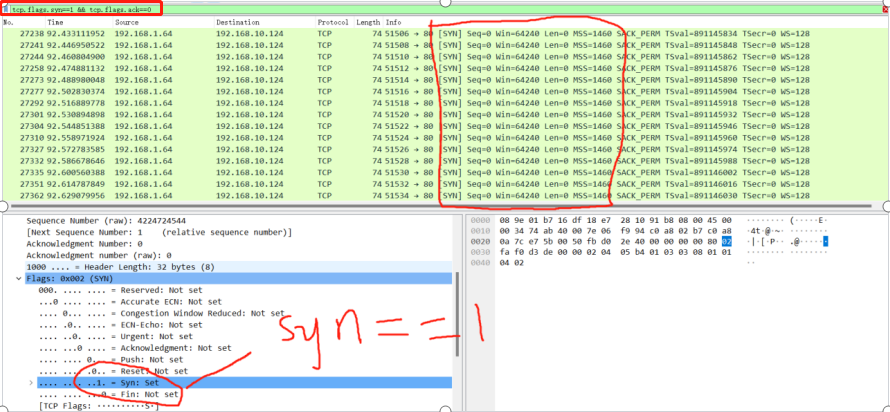 tcp.flags.syn==1 && tcp.flags.ack==0
No. Time Source Destination Protocol Length Info
27238 92.433111952 192.168.1.64 192.168.10.124 TCP 74 51506 → 80 [SYN] Seq=0 Win=64240 Len=0 MSS=1460 SACK_PERM TSval=891145834 TSecr=0 WS=128
27241 92.446950522 192.168.1.64 192.168.10.124 TCP 74 51508 → 80 [SYN] Seq=0 Win=64240 Len=0 MSS=1460 SACK_PERM TSval=891145848 TSecr=0 WS=128
27244 92.460804900 192.168.1.64 192.168.10.124 TCP 74 51510 → 80 [SYN] Seq=0 Win=64240 Len=0 MSS=1460 SACK_PERM TSval=891145862 TSecr=0 WS=128
27258 92.474881132 192.168.1.64 192.168.10.124 TCP 74 51512 → 80 [SYN] Seq=0 Win=64240 Len=0 MSS=1460 SACK_PERM TSval=891145876 TSecr=0 WS=128
27273 92.488980048 192.168.1.64 192.168.10.124 TCP 74 51514 → 80 [SYN] Seq=0 Win=64240 Len=0 MSS=1460 SACK_PERM TSval=891145890 TSecr=0 WS=128
27277 92.502830374 192.168.1.64 192.168.10.124 TCP 74 51516 → 80 [SYN] Seq=0 Win=64240 Len=0 MSS=1460 SACK_PERM TSval=891145904 TSecr=0 WS=128
27292 92.516889778 192.168.1.64 192.168.10.124 TCP 74 51518 → 80 [SYN] Seq=0 Win=64240 Len=0 MSS=1460 SACK_PERM TSval=891145918 TSecr=0 WS=128
27301 92.530894898 192.168.1.64 192.168.10.124 TCP 74 51520 → 80 [SYN] Seq=0 Win=64240 Len=0 MSS=1460 SACK_PERM TSval=891145932 TSecr=0 WS=128
27304 92.544851388 192.168.1.64 192.168.10.124 TCP 74 51522 → 80 [SYN] Seq=0 Win=64240 Len=0 MSS=1460 SACK_PERM TSval=891145946 TSecr=0 WS=128
27310 92.558971924 192.168.1.64 192.168.10.124 TCP 74 51524 → 80 [SYN] Seq=0 Win=64240 Len=0 MSS=1460 SACK_PERM TSval=891145960 TSecr=0 WS=128
27327 92.572783585 192.168.1.64 192.168.10.124 TCP 74 51526 → 80 [SYN] Seq=0 Win=64240 Len=0 MSS=1460 SACK_PERM TSval=891145974 TSecr=0 WS=128
27332 92.586678646 192.168.1.64 192.168.10.124 TCP 74 51528 → 80 [SYN] Seq=0 Win=64240 Len=0 MSS=1460 SACK_PERM TSval=891145988 TSecr=0 WS=128
27335 92.600560388 192.168.1.64 192.168.10.124 TCP 74 51530 → 80 [SYN] Seq=0 Win=64240 Len=0 MSS=1460 SACK_PERM TSval=891146002 TSecr=0 WS=128
27351 92.614787849 192.168.1.64 192.168.10.124 TCP 74 51532 → 80 [SYN] Seq=0 Win=64240 Len=0 MSS=1460 SACK_PERM TSval=891146016 TSecr=0 WS=128
27362 92.629079956 192.168.1.64 192.168.10.124 TCP 74 51534 → 80 [SYN] Seq=0 Win=64240 Len=0 MSS=1460 SACK_PERM TSval=891146030 TSecr=0 WS=128
Sequence Number (raw): 4224724544
[Next Sequence Number: 1 (relative sequence number)]
Acknowledgment Number: 0
Acknowledgment number (raw): 0
1000 .... = Header Length: 32 bytes (8)
Flags: 0x002 (SYN)
000. .... .... = Reserved: Not set
...0 .... .... = Accurate ECN: Not set
.... 0... .... = Congestion Window Reduced: Not set
.... .0.. .... = ECN-Echo: Not set
.... ..0. .... = Urgent: Not set
.... ...0 .... = Acknowledgment: Not set
.... .... 0... = Push: Not set
.... .... .0.. = Reset: Not set
.... .... ..1. = Syn: Set
.... .... ...0 = Fin: Not set
[TCP Flags: ··········S·]
syn==1
0000 08 9e 01 b7 16 df 18 e7 28 10 91 b8 08 00 45 00 ········ (·····E·
0010 00 34 74 ab 40 00 7e 06 f9 94 c0 a8 02 b7 c0 a8 ·4t·@·~· ········
0020 0a 7c e7 5b 00 50 fb d0 2e 40 00 00 00 00 80 02 ·|·[·P·· .@······
0030 fa f0 d3 de 00 00 02 04 05 b4 01 03 03 08 01 01 ········ ········
0040 04 02 ··